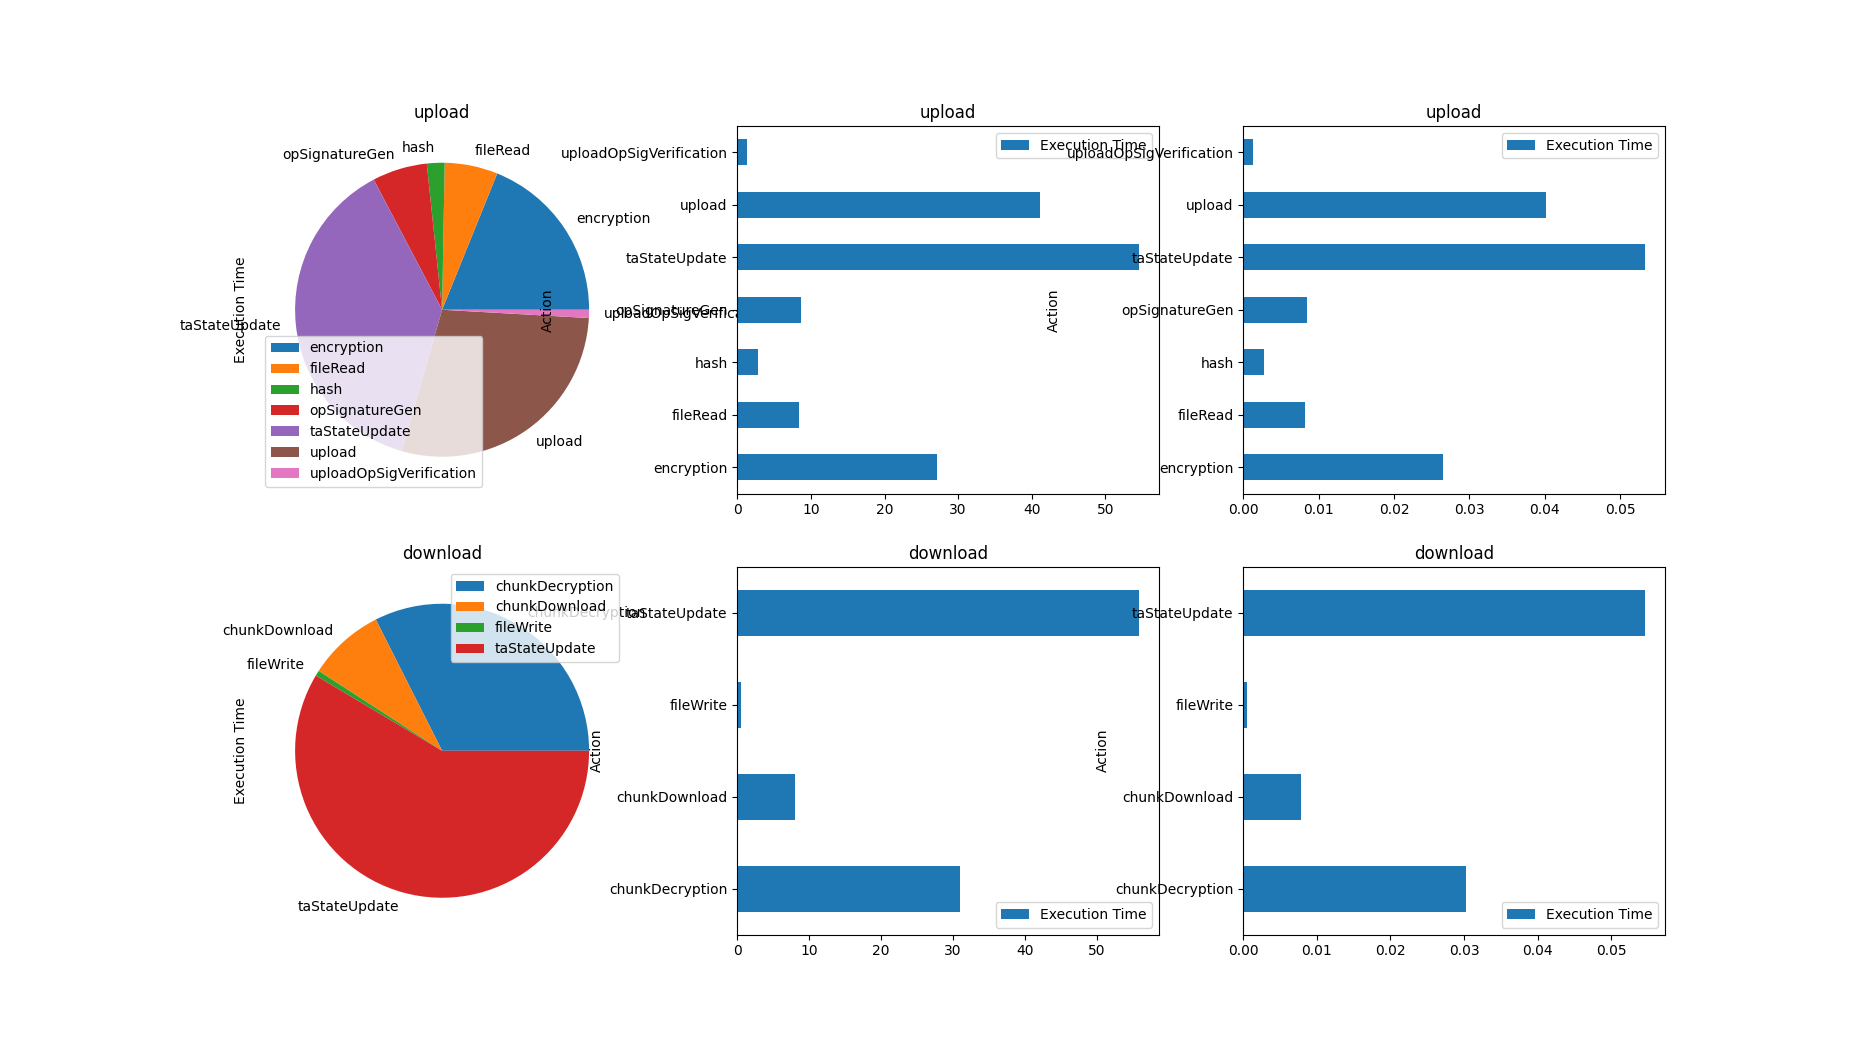 upload
hash
fileRead
opSignatureGen
encryption
taStateUpdate
uploadOpSigVerifica
upload
Execution Time
encryption
fileRead
hash
opSignatureGen
taStateUpdate
upload
uploadOpSigVerification
upload
Execution Time
uploadOpSigVerification
upload
taStateUpdate
opSignatureGen
hash
fileRead
encryption
Action
0 10 20 30 40 50
upload
Execution Time
uploadOpSigVerification
upload
taStateUpdate
opSignatureGen
hash
fileRead
encryption
Action
0.00 0.01 0.02 0.03 0.04 0.05
download
chunkDecryption
chunkDownload
fileWrite
taStateUpdate
Execution Time
chunkDecryption
chunkDownload
fileWrite
taStateUpdate
download
taStateUpdate
fileWrite
chunkDownload
chunkDecryption
Action
Execution Time
0 10 20 30 40 50
download
taStateUpdate
fileWrite
chunkDownload
chunkDecryption
Action
Execution Time
0.00 0.01 0.02 0.03 0.04 0.05